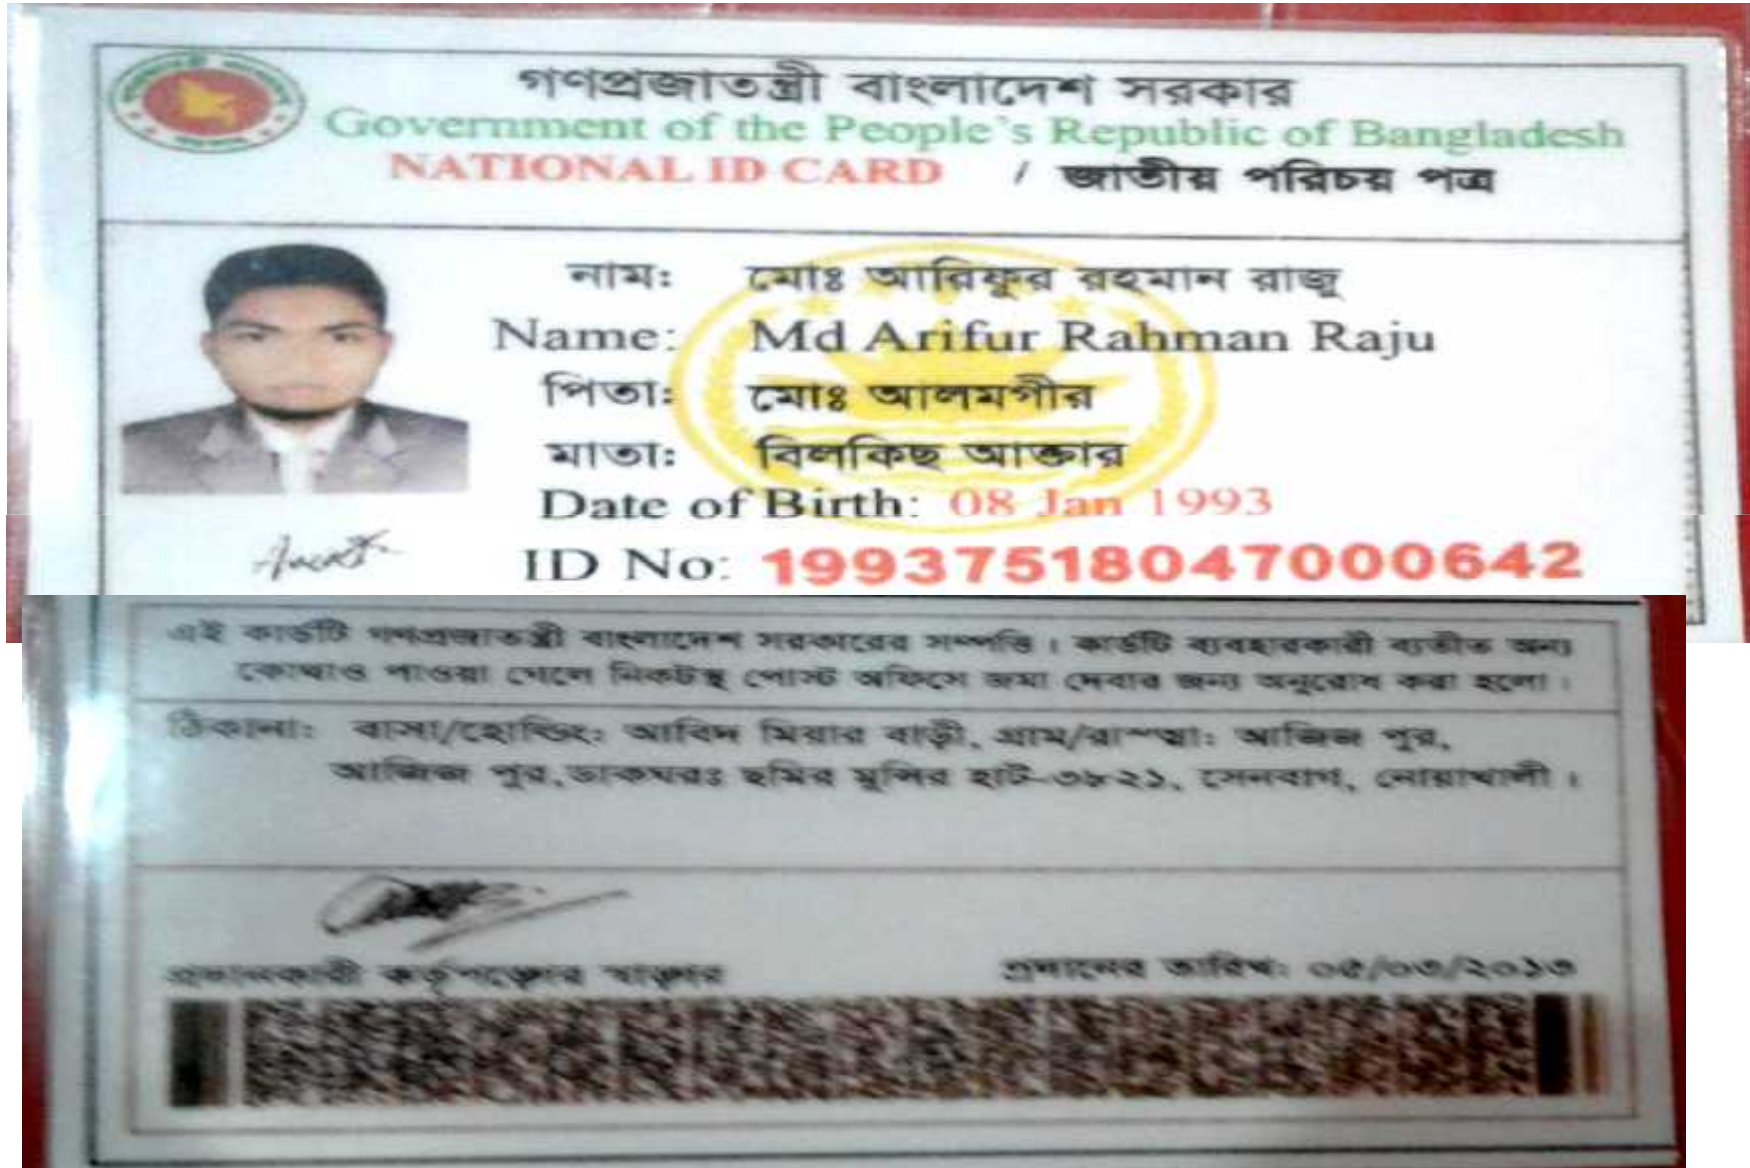 গণপ্রজাতন্ত্রী বাংলাদেশ সরকার
Government of the People's Republic of Bangladesh
NATIONAL ID CARD / জাতীয় পরিচয় পত্র
নাম: মোঃ আরিফুর রহমান রাজু
Name: Md Arifur Rahman Raju
পিতা: মোঃ আলমগীর
মাতা: বিলকিছ আক্তার
Date of Birth: 08 Jan 1993
ID No: 19937518047000642
এই কার্ডটি গণপ্রজাতন্ত্রী বাংলাদেশ সরকারের সম্পত্তি। কার্ডটি ব্যবহারকারী ব্যতীত অন্য
কোথাও পাওয়া গেলে নিকটস্থ পোস্ট অফিসে জমা দেবার জন্য অনুরোধ করা হলো।
ঠিকানা: বাসা/হোল্ডিং: আবিদ মিয়ার বাড়ী, গ্রাম/রাস্তা: আজিজ পুর,
আজিজ পুর,ডাকঘরঃ ছমির মুন্সির হাট-৩৮২১, সেনবাগ, নোয়াখালী।
প্রদানকারী কর্তৃপক্ষের স্বাক্ষর প্রদানের তারিখ: ০৫/০৩/২০১৩